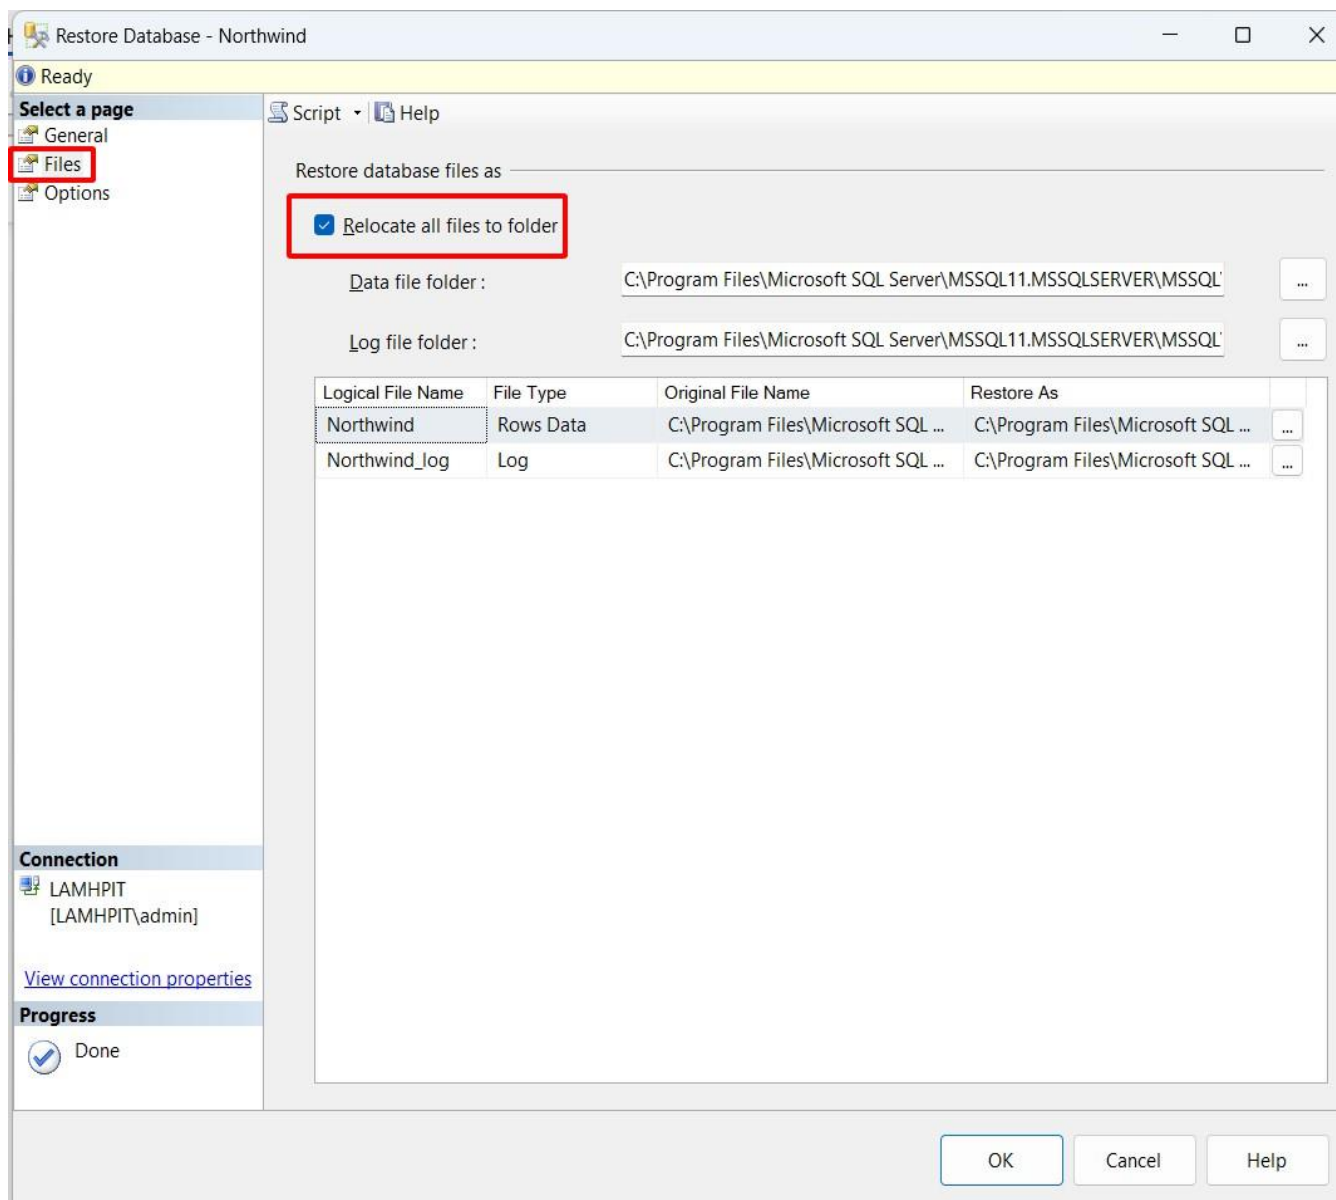 Restore Database - Northwind
Ready
Select a page
General
Files
Options
Script
Help
Restore database files as
Relocate all files to folder
Data file folder :
C:\Program Files\Microsoft SQL Server\MSSQL11.MSSQLSERVER\MSSQL
...
Log file folder :
C:\Program Files\Microsoft SQL Server\MSSQL11.MSSQLSERVER\MSSQL
...
Logical File Name File Type Original File Name Restore As
Northwind Rows Data C:\Program Files\Microsoft SQL ... C:\Program Files\Microsoft SQL ... ...
Northwind_log Log C:\Program Files\Microsoft SQL ... C:\Program Files\Microsoft SQL ... ...
Connection
LAMHPIT
[LAMHPIT\admin]
View connection properties
Progress
Done
OK Cancel Help